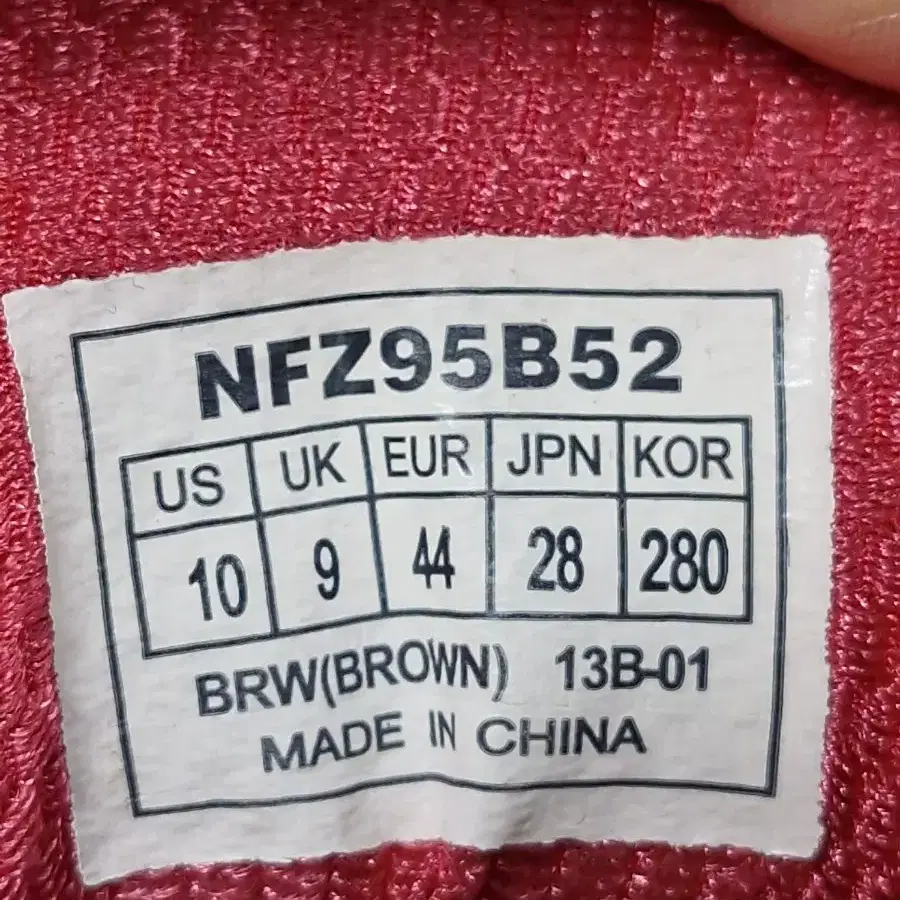 NFZ95B52
US UK EUR JPN KOR
10 9 44 28 280
BRW(BROWN) 13B-01
MADE IN CHINA